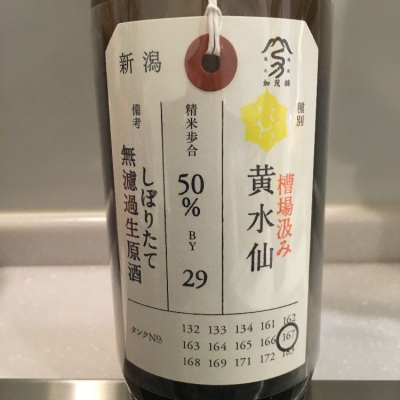 新潟
加茂錦
種別
槽場汲み
黄水仙
精米歩合
50%
BY
29
備考
しぼりたて
無濾過生原酒
タンクNo.
132 133 134 161 162
163 164 165 166 167
168 169 171 172